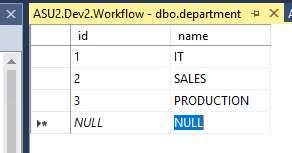 ASU2.Dev2.Workflow - dbo.department
id name
1 IT
2 SALES
3 PRODUCTION
NULL NULL